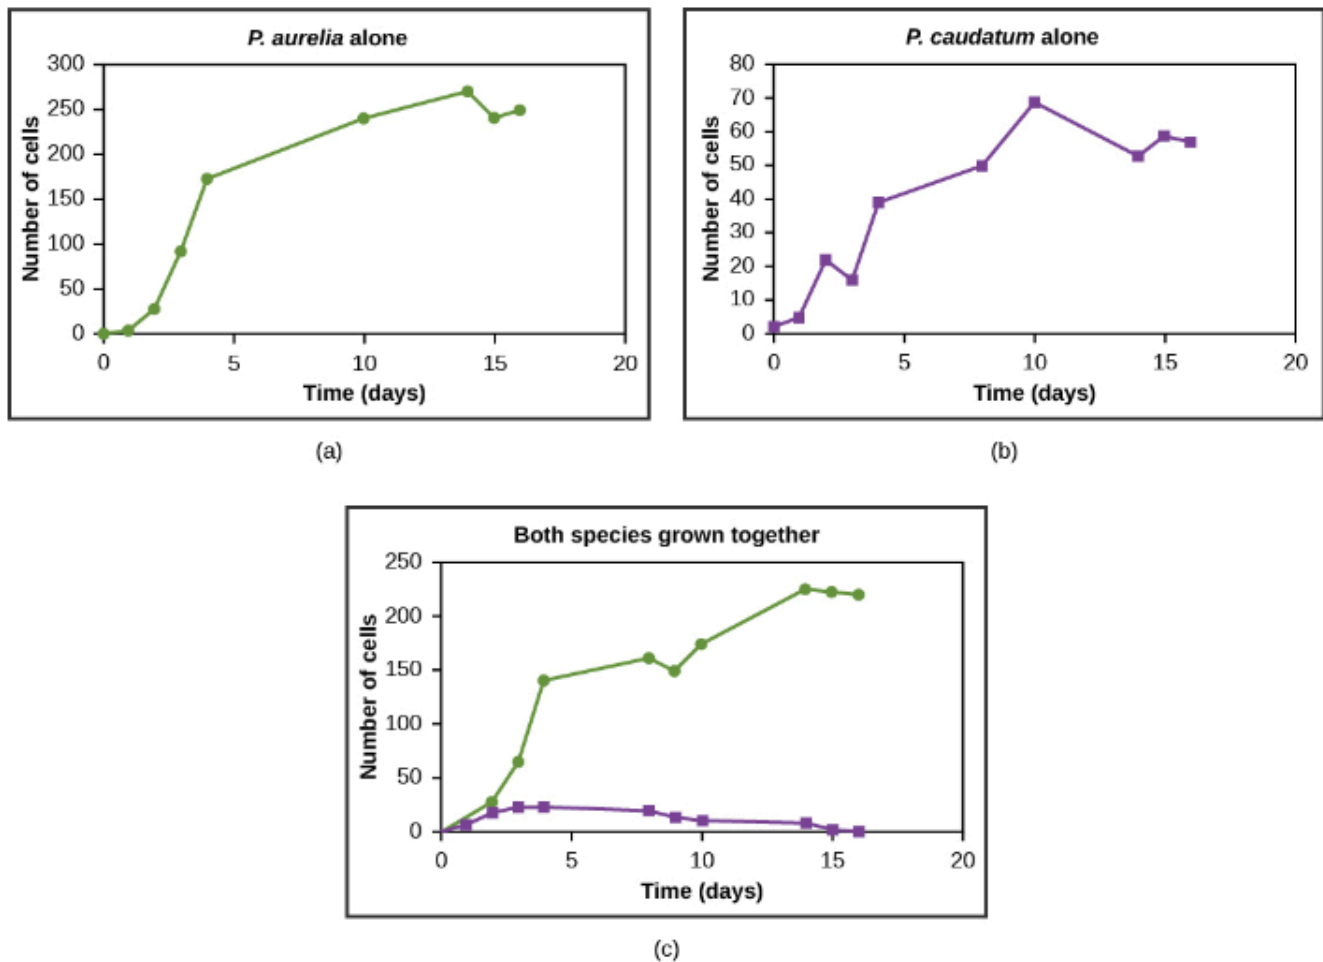 P. aurelia alone
300
250
200
150
100
50
0
Number of cells
0 5 10 15 20
Time (days)
(a)
P. caudatum alone
80
70
60
50
40
30
20
10
0
Number of cells
0 5 10 15 20
Time (days)
(b)
Both species grown together
250
200
150
100
50
0
Number of cells
0 5 10 15 20
Time (days)
(c)